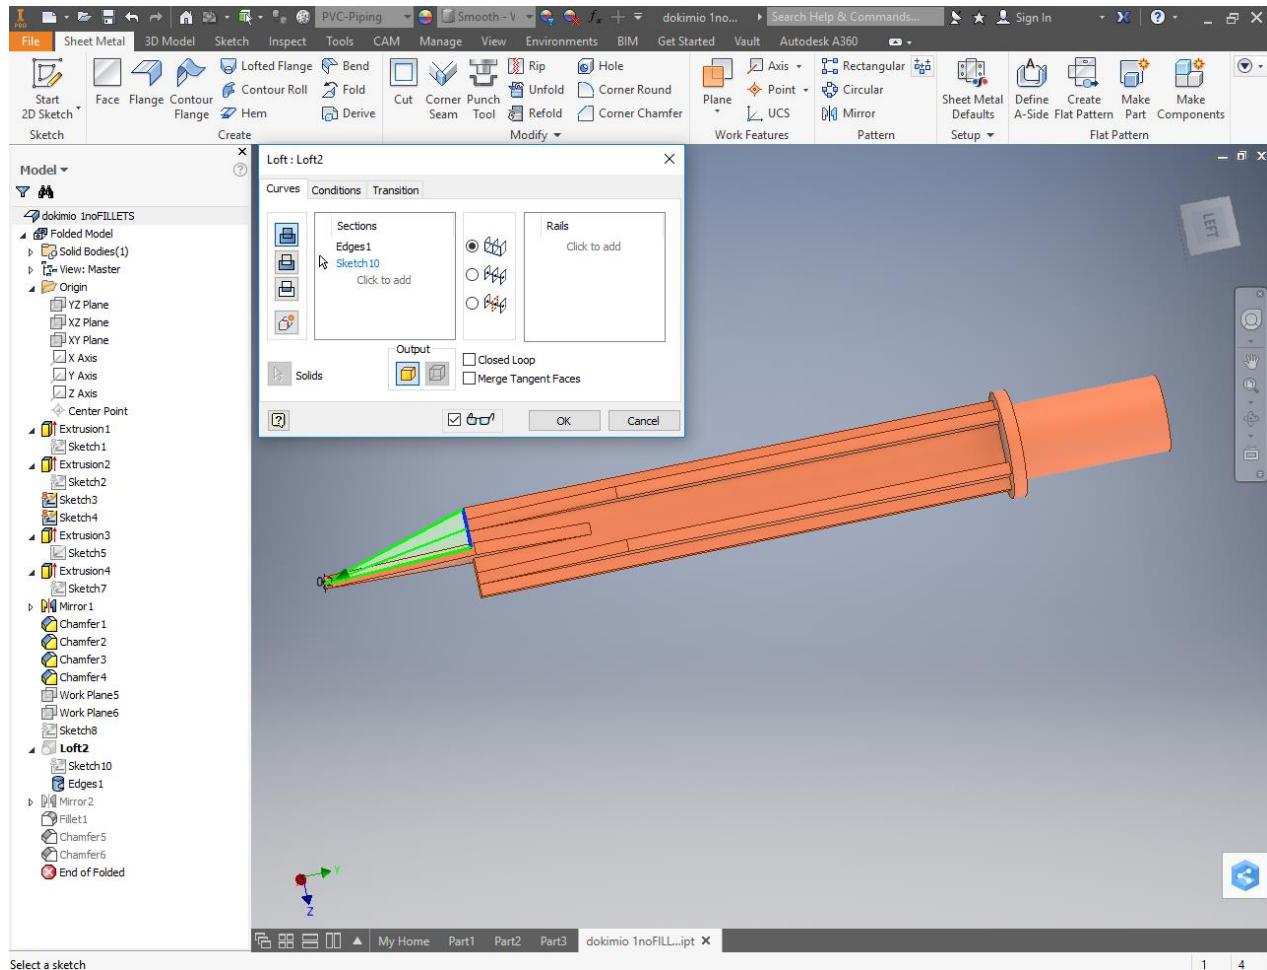 I PRO PVC-Piping Smooth - V fx dokimio 1no... Search Help & Commands... Sign In
File Sheet Metal 3D Model Sketch Inspect Tools CAM Manage View Environments BIM Get Started Vault Autodesk A360
Start 2D Sketch
Face Flange Contour Flange
Lofted Flange Bend
Contour Roll Fold
Hem Derive
Cut Corner Seam Punch Tool
Rip Hole
Unfold Corner Round
Refold Corner Chamfer
Plane Axis
Point
UCS
Rectangular
Circular
Mirror
Sheet Metal Defaults
Define A-Side Create Flat Pattern Make Part Make Components
Sketch Create Modify Work Features Pattern Setup Flat Pattern
Model
dokimio 1noFILLETS
Folded Model
Solid Bodies(1)
View: Master
Origin
YZ Plane
XZ Plane
XY Plane
X Axis
Y Axis
Z Axis
Center Point
Extrusion1
Sketch1
Extrusion2
Sketch2
Sketch3
Sketch4
Extrusion3
Sketch5
Extrusion4
Sketch7
Mirror1
Chamfer1
Chamfer2
Chamfer3
Chamfer4
Work Plane5
Work Plane6
Sketch8
Loft2
Sketch10
Edges1
Mirror2
Fillet1
Chamfer5
Chamfer6
End of Folded
Loft : Loft2
Curves Conditions Transition
Sections Rails
Edges1 Click to add
Sketch10
Click to add
Output
Solids
Closed Loop
Merge Tangent Faces
OK Cancel
LEFT
Y
Z
My Home Part1 Part2 Part3 dokimio 1noFILL...ipt
Select a sketch 1 4